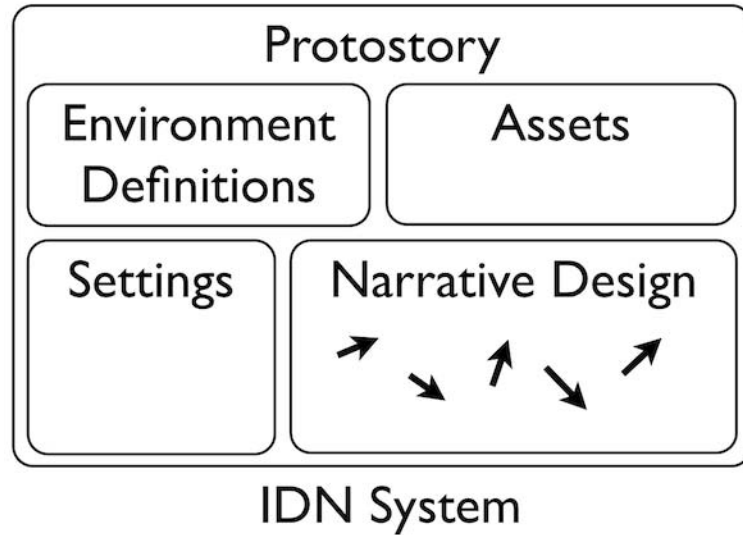 Protostory
Environment
Definitions
Assets
Settings
Narrative Design
IDN System